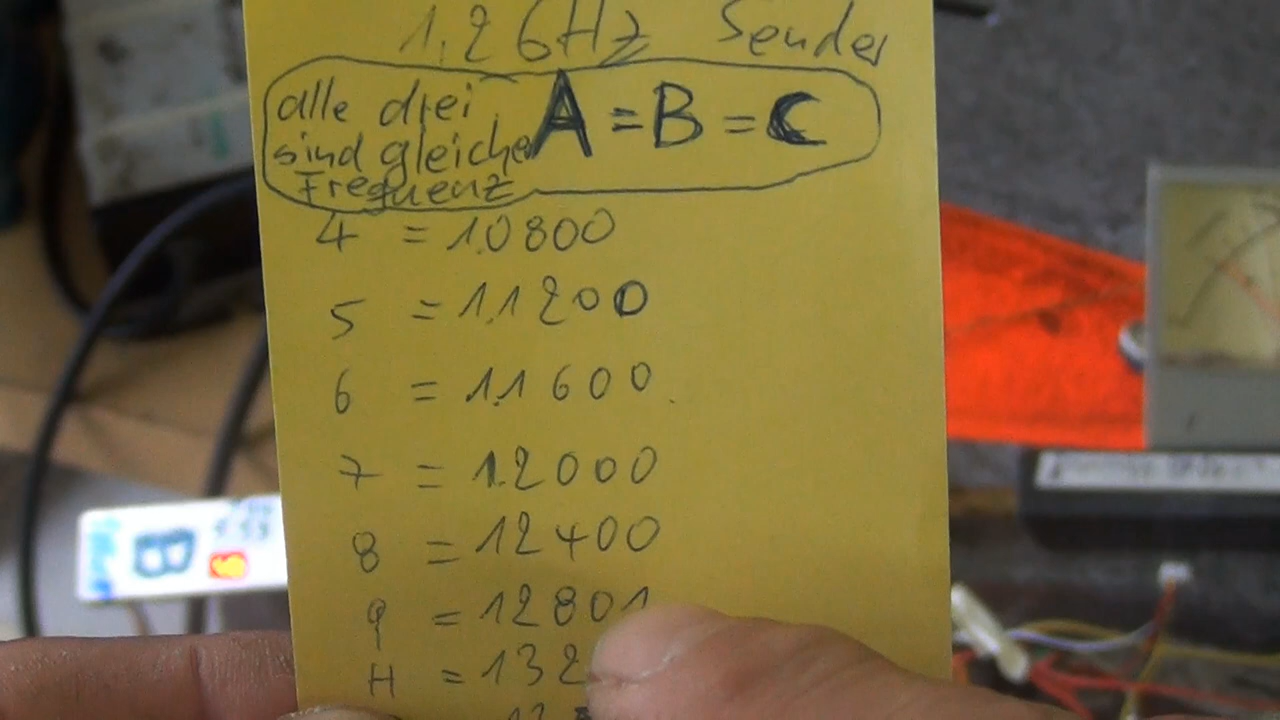 1,2 GHz Sender
alle drei A = B = C
sind gleiche
Frequenz
4 = 1.0800
5 = 1.1200
6 = 1.1600
7 = 1.2000
8 = 12400
9 = 12801
H = 132
B